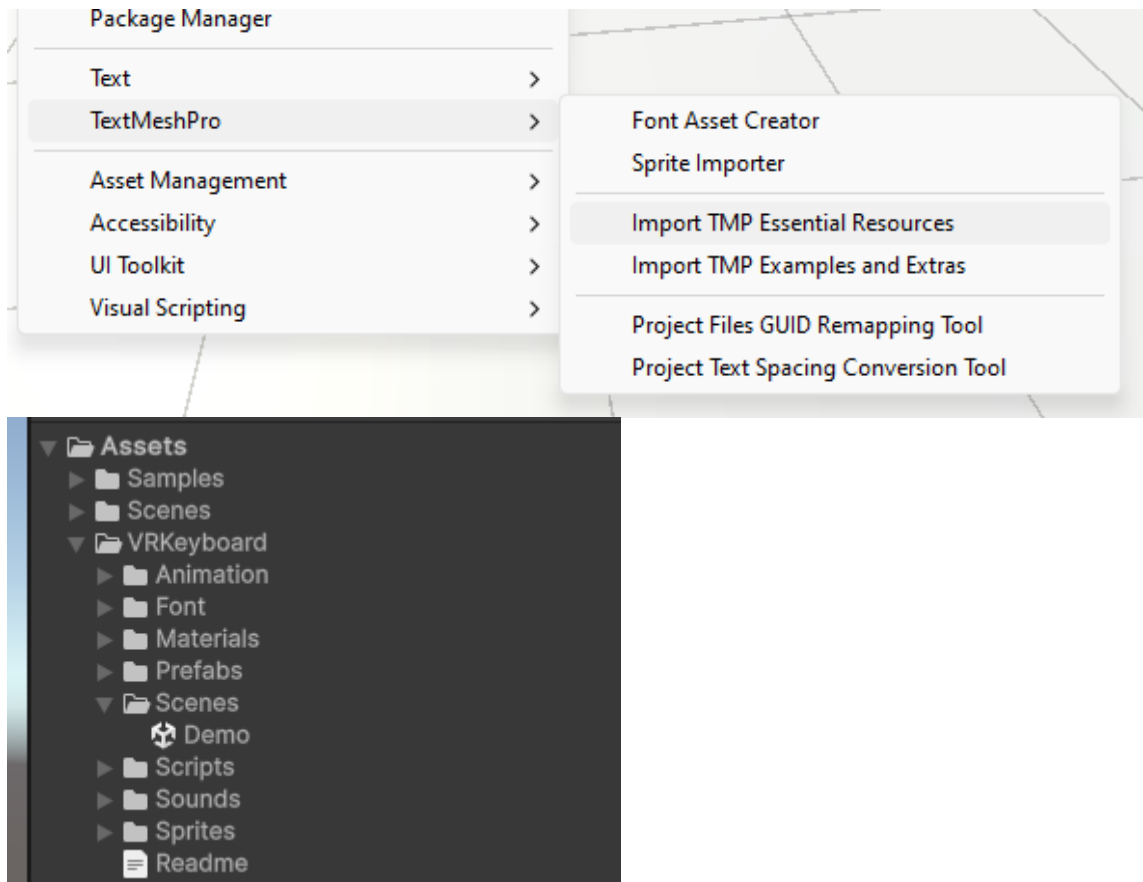 Package Manager
Text
TextMeshPro
Asset Management
Accessibility
UI Toolkit
Visual Scripting
Font Asset Creator
Sprite Importer
Import TMP Essential Resources
Import TMP Examples and Extras
Project Files GUID Remapping Tool
Project Text Spacing Conversion Tool
Assets
Samples
Scenes
VRKeyboard
Animation
Font
Materials
Prefabs
Scenes
Demo
Scripts
Sounds
Sprites
Readme